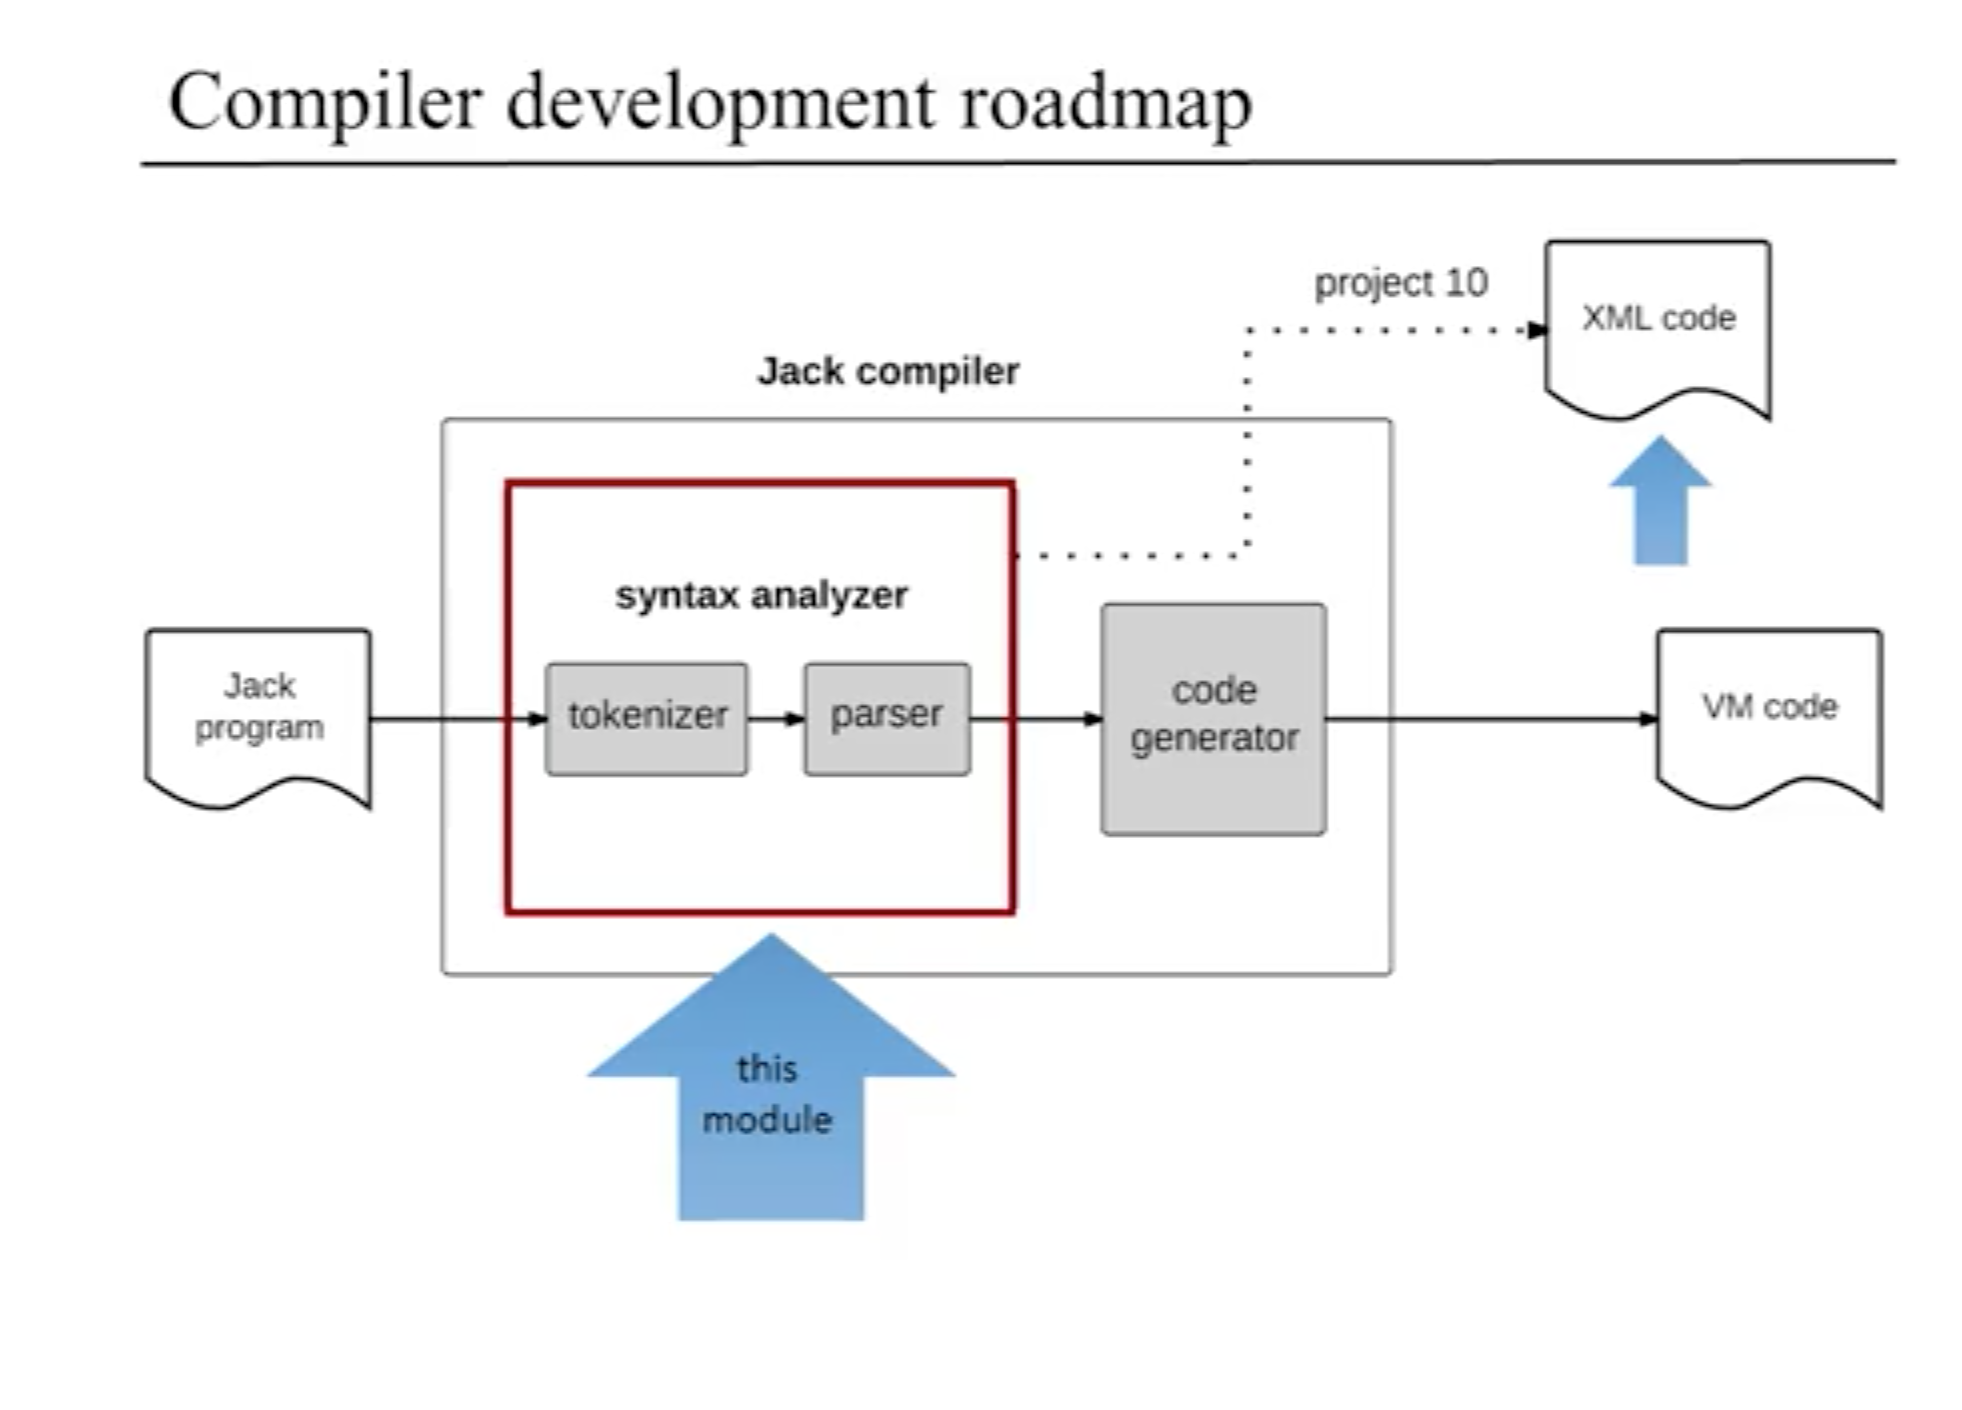 Compiler development roadmap
project 10
XML code
Jack compiler
syntax analyzer
Jack
program
tokenizer
parser
code
generator
VM code
this
module